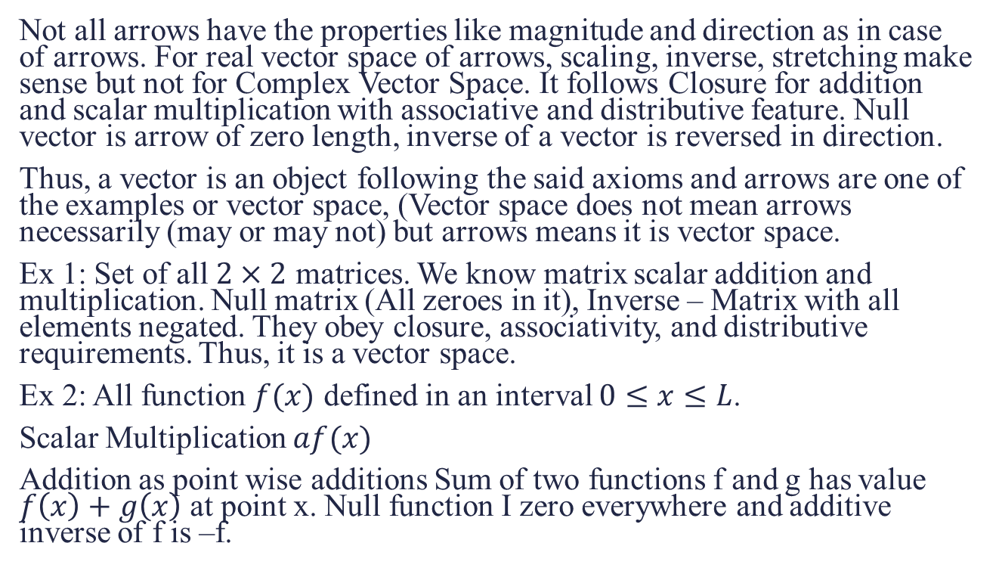 Not all arrows have the properties like magnitude and direction as in case
of arrows. For real vector space of arrows, scaling, inverse, stretching make
sense but not for Complex Vector Space. It follows Closure for addition
and scalar multiplication with associative and distributive feature. Null
vector is arrow of zero length, inverse of a vector is reversed in direction.
Thus, a vector is an object following the said axioms and arrows are one of
the examples or vector space, (Vector space does not mean arrows
necessarily (may or may not) but arrows means it is vector space.
Ex 1: Set of all 2 × 2 matrices. We know matrix scalar addition and
multiplication. Null matrix (All zeroes in it), Inverse – Matrix with all
elements negated. They obey closure, associativity, and distributive
requirements. Thus, it is a vector space.
Ex 2: All function 𝑓(𝑥) defined in an interval 0 ≤ 𝑥 ≤ 𝐿.
Scalar Multiplication 𝑎𝑓(𝑥)
Addition as point wise additions Sum of two functions f and g has value
𝑓(𝑥) + 𝑔(𝑥) at point x. Null function I zero everywhere and additive
inverse of f is –f.